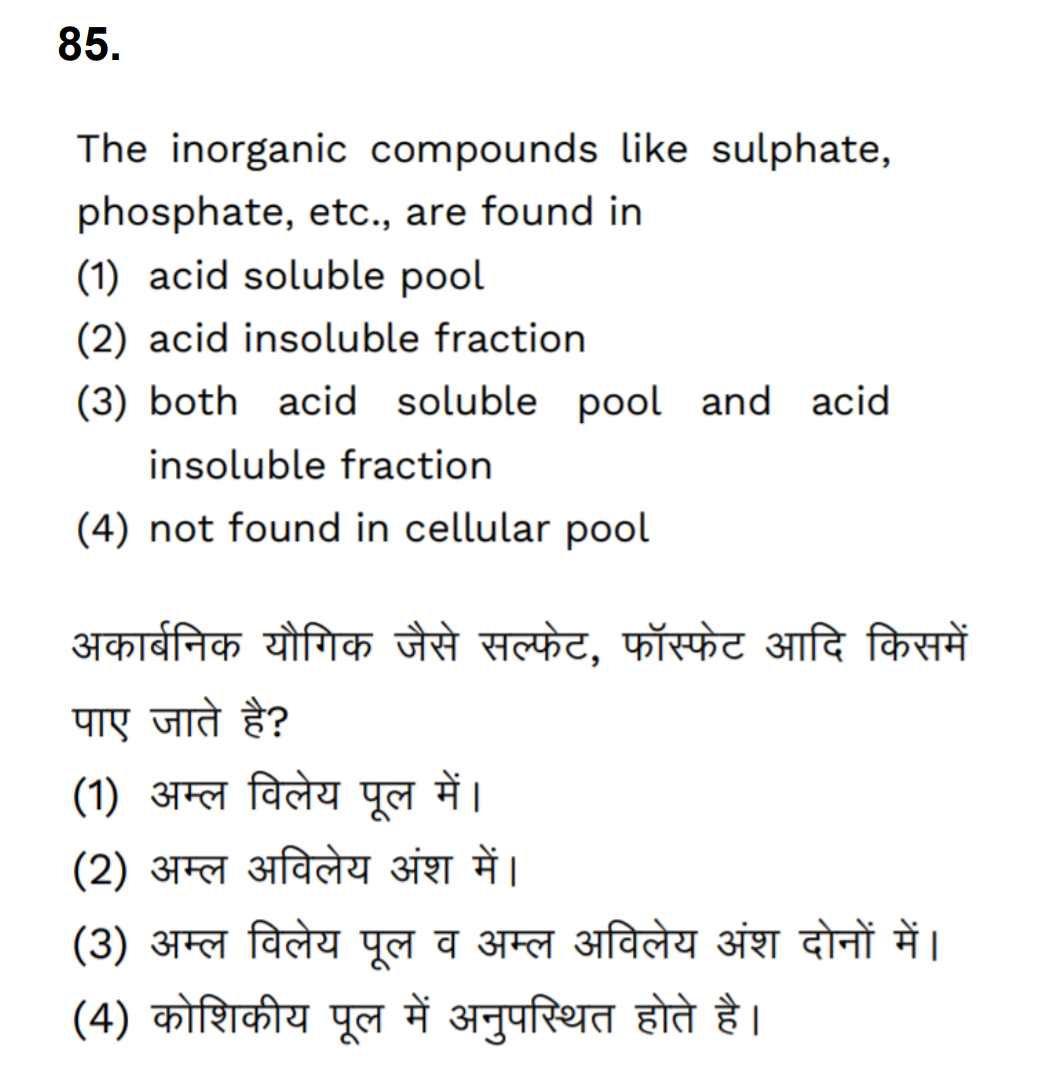 85.
The inorganic compounds like sulphate,
phosphate, etc., are found in
(1) acid soluble pool
(2) acid insoluble fraction
(3) both acid soluble pool and acid
insoluble fraction
(4) not found in cellular pool
अकार्बनिक यौगिक जैसे सल्फेट, फॉस्फेट आदि किसमें
पाए जाते है?
(1) अम्ल विलेय पूल में।
(2) अम्ल अविलेय अंश में।
(3) अम्ल विलेय पूल व अम्ल अविलेय अंश दोनों में।
(4) कोशिकीय पूल में अनुपस्थित होते है।